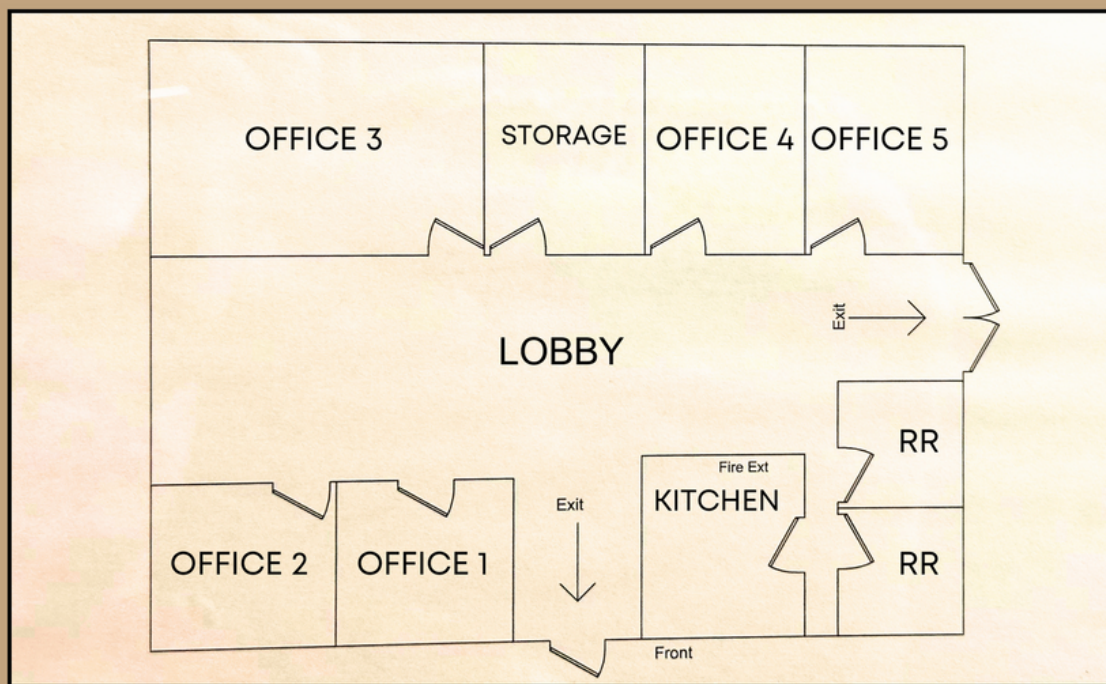 OFFICE 3
STORAGE
OFFICE 4
OFFICE 5
Exit
LOBBY
RR
Fire Ext
KITCHEN
Exit
OFFICE 2
OFFICE 1
RR
Front